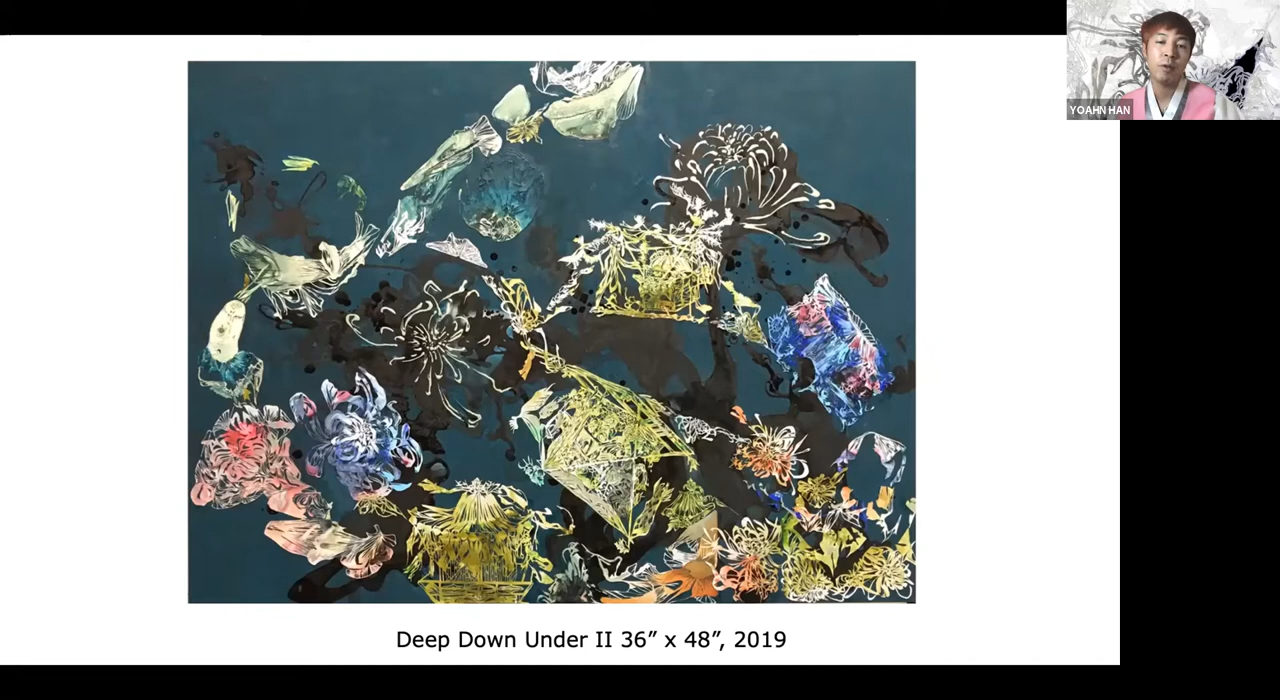 YOAHN HAN
Deep Down Under II 36” x 48”, 2019